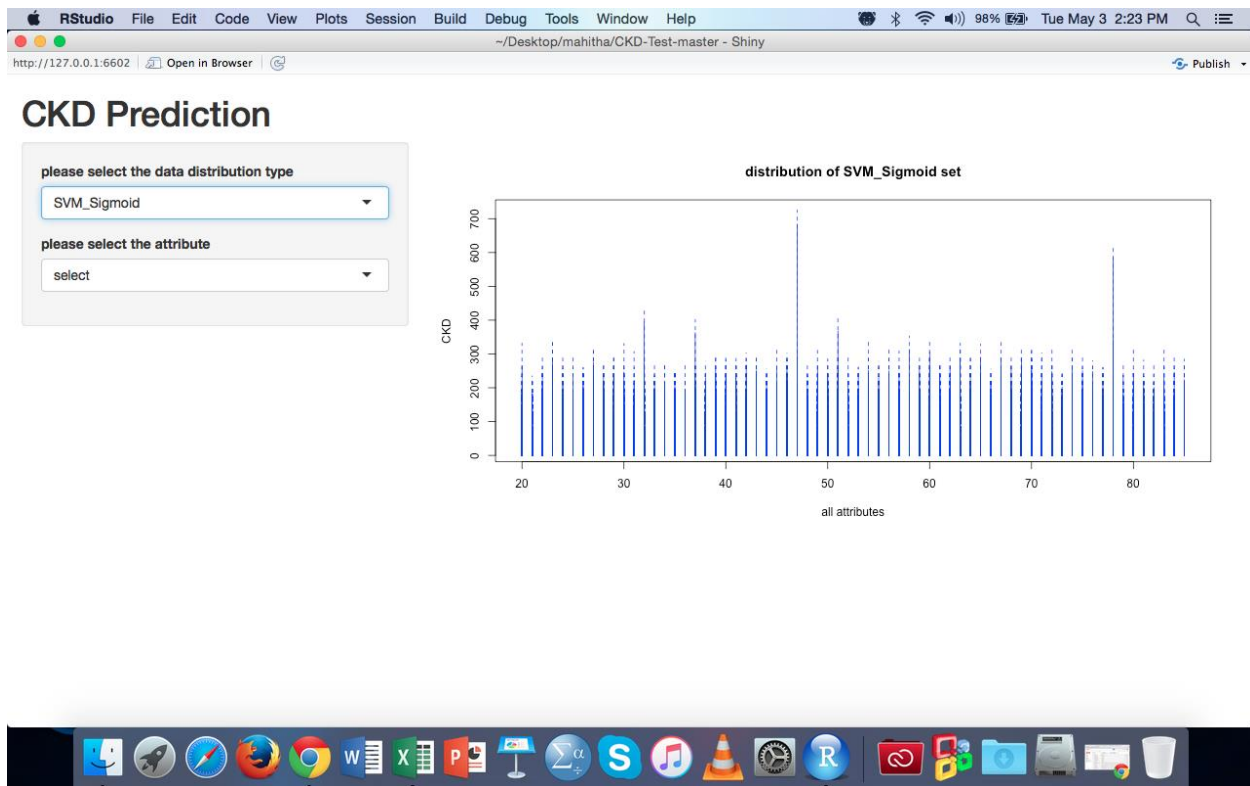 RStudio File Edit Code View Plots Session Build Debug Tools Window Help 98% Tue May 3 2:23 PM
~/Desktop/mahitha/CKD-Test-master - Shiny
http://127.0.0.1:6602 Open in Browser Publish
CKD Prediction
please select the data distribution type
SVM_Sigmoid
please select the attribute
select
distribution of SVM_Sigmoid set
CKD
700
600
500
400
300
200
100
0
20 30 40 50 60 70 80
all attributes